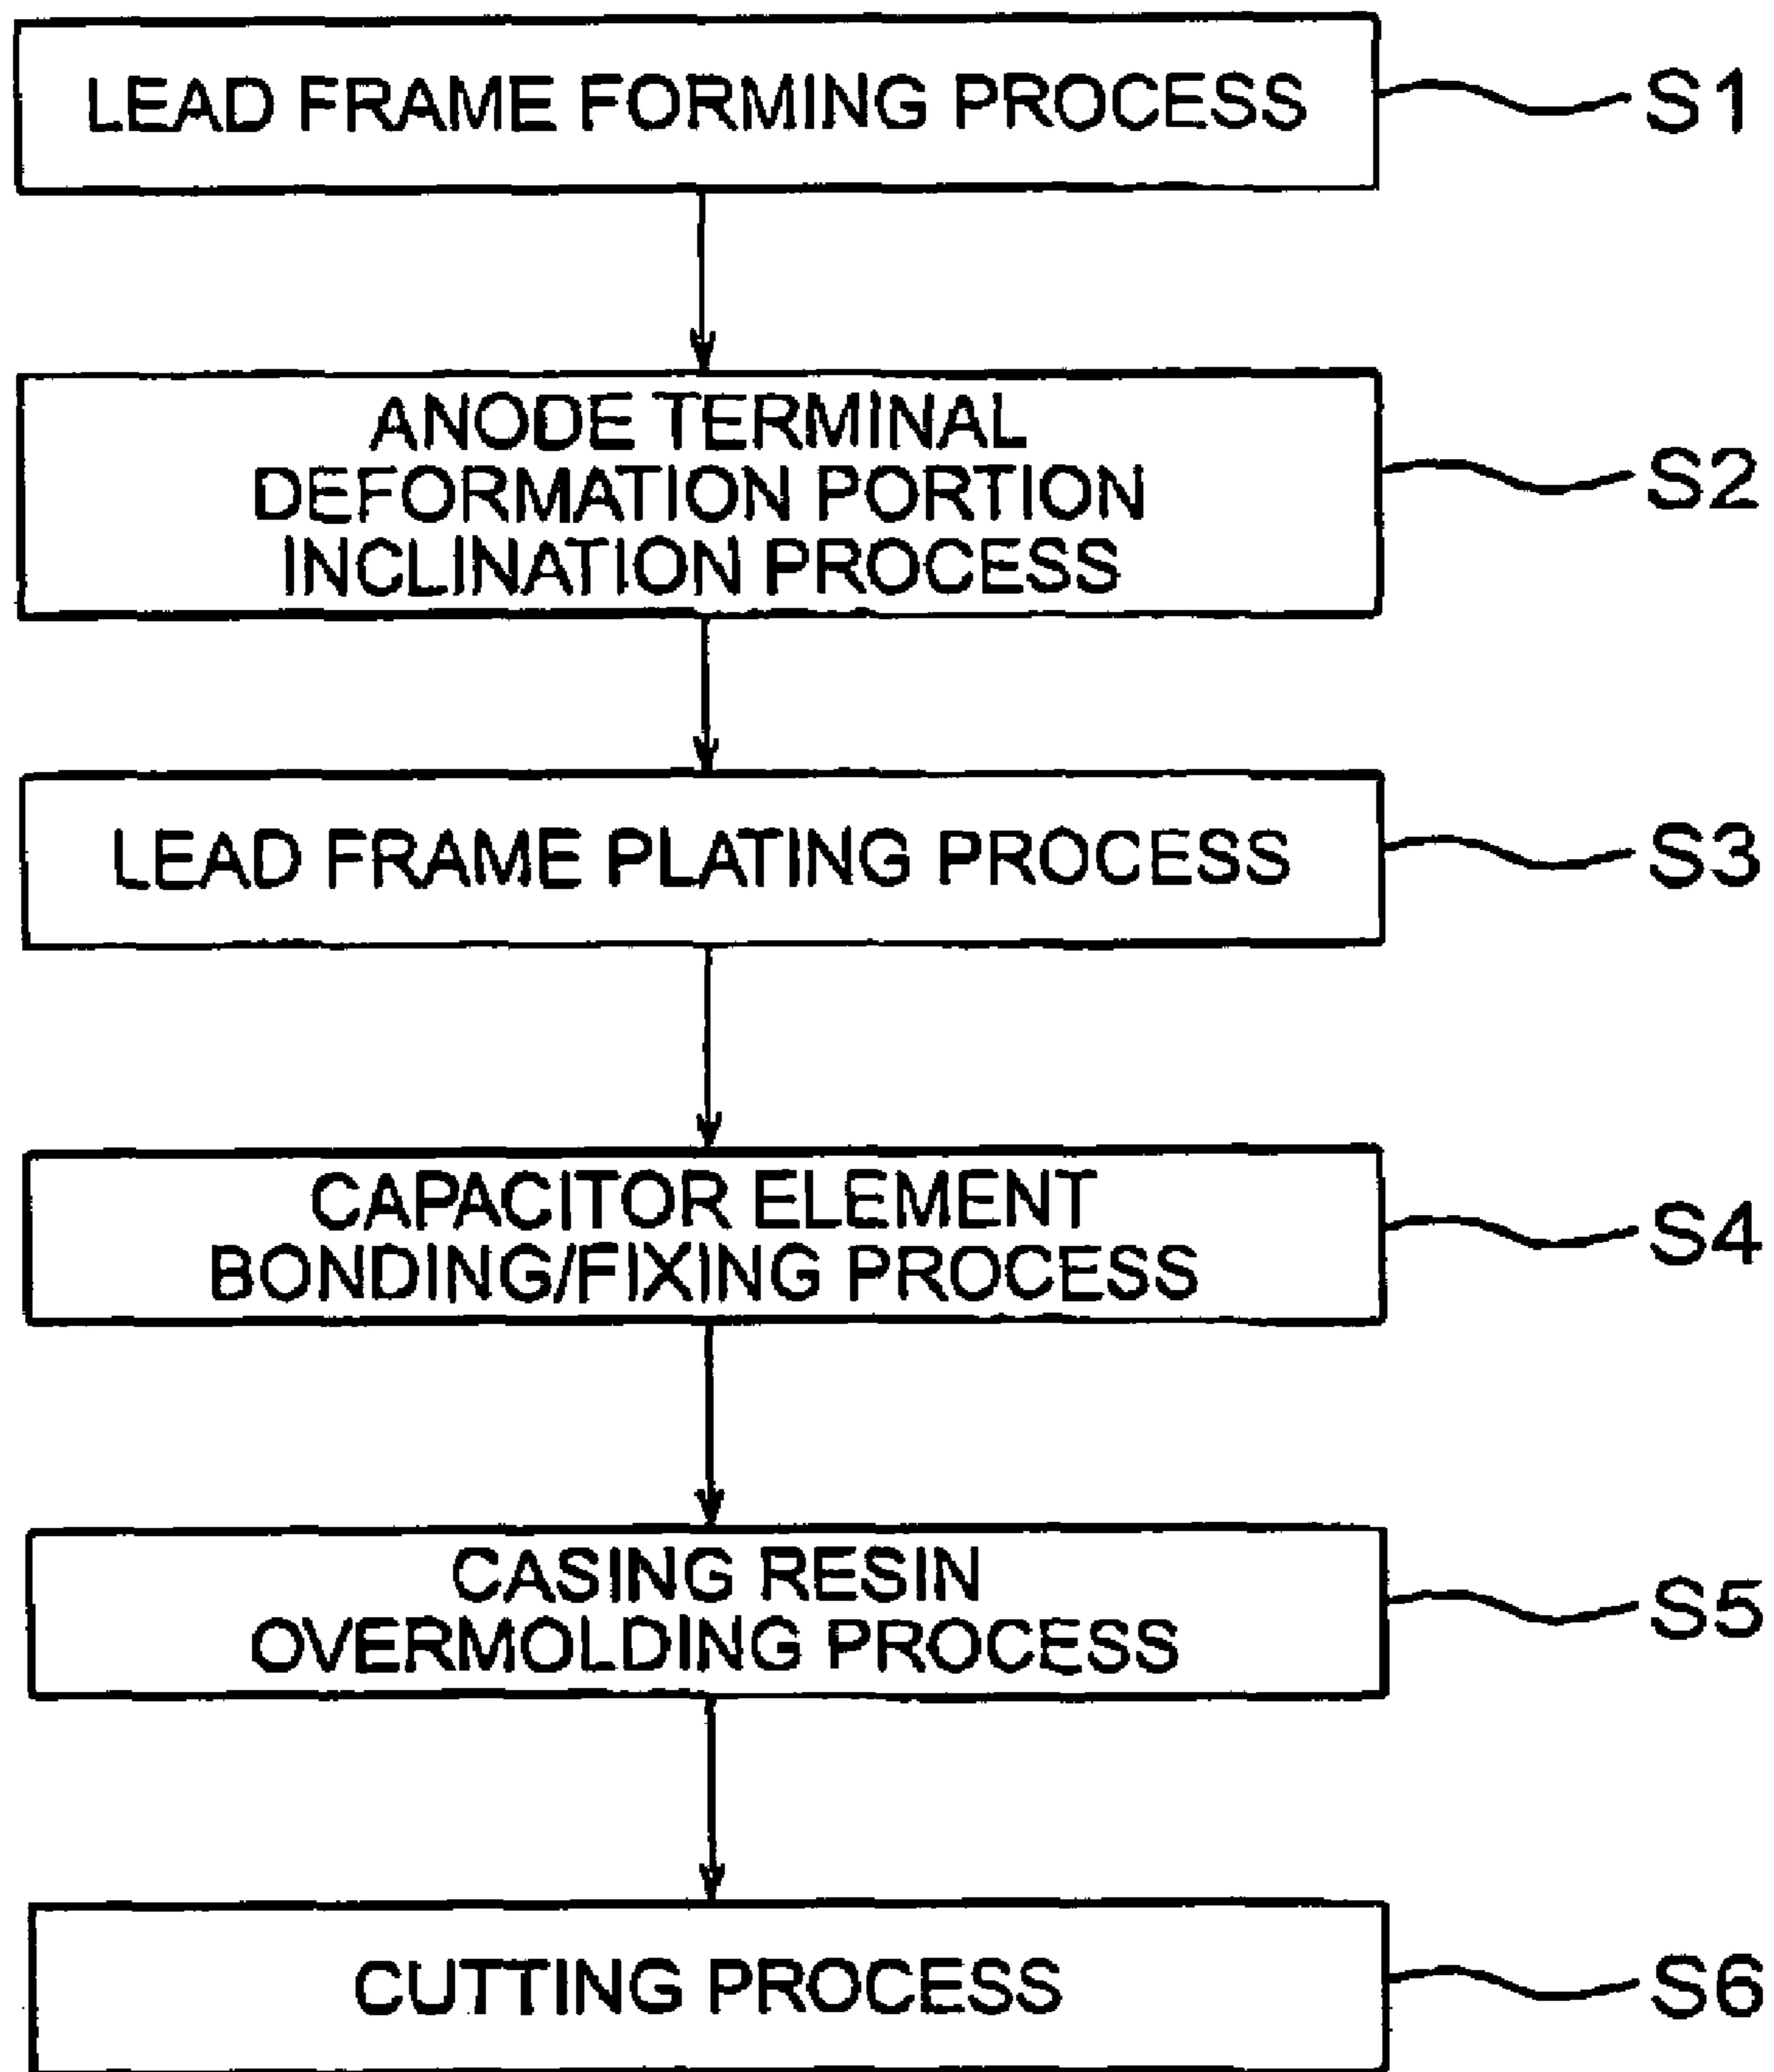 LEAD FRAME FORMING PROCESS
S1
ANODE TERMINAL
DEFORMATION PORTION
INCLINATION PROCESS
S2
LEAD FRAME PLATING PROCESS
S3
CAPACITOR ELEMENT
BONDING/FIXING PROCESS
S4
CASING RESIN
OVERMOLDING PROCESS
S5
CUTTING PROCESS
S6